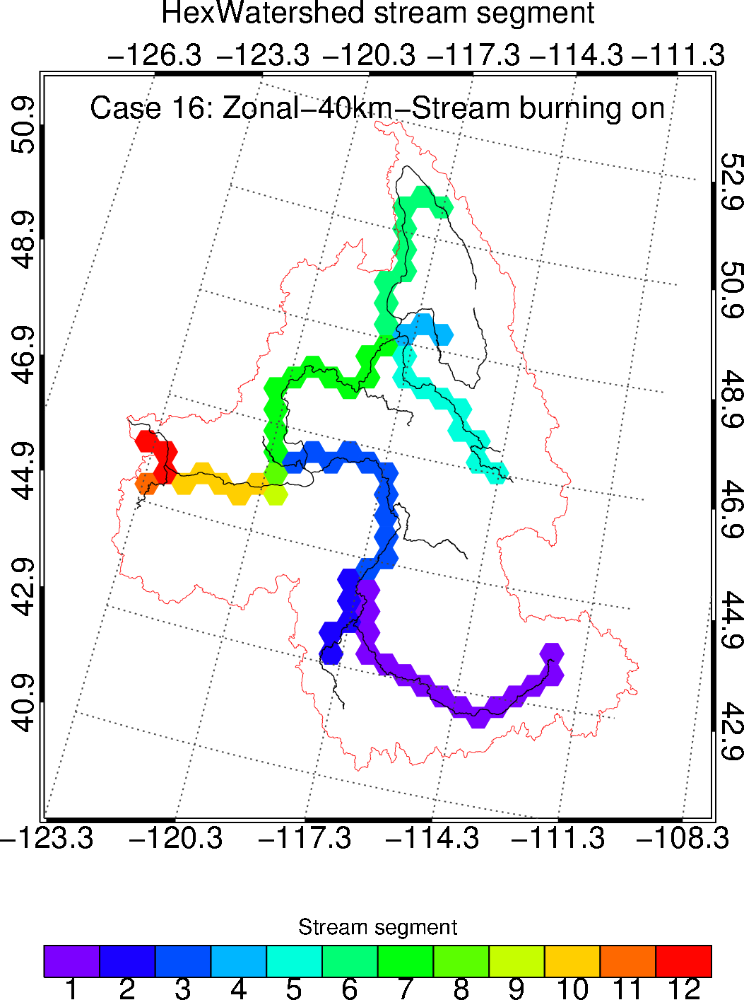 HexWatershed stream segment
−126.3 −123.3 −120.3 −117.3 −114.3 −111.3
Case 16: Zonal−40km−Stream burning on
50.9
48.9
46.9
44.9
42.9
40.9
52.9
50.9
48.9
46.9
44.9
42.9
−123.3 −120.3 −117.3 −114.3 −111.3 −108.3
Stream segment
1 2 3 4 5 6 7 8 9 10 11 12